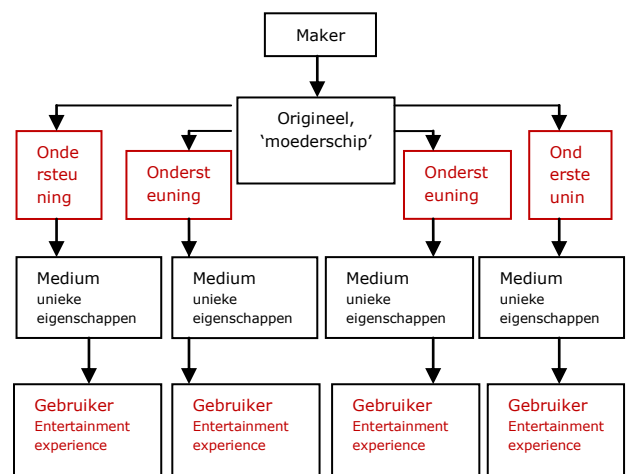 Maker
Origineel,
‘moederschip’
Onde
rsteu
ning
Onderst
euning
Onderst
euning
Ond
erste
unin
Medium
unieke
eigenschappen
Medium
unieke
eigenschappen
Medium
unieke
eigenschappen
Medium
unieke
eigenschappen
Gebruiker
Entertainment
experience
Gebruiker
Entertainment
experience
Gebruiker
Entertainment
experience
Gebruiker
Entertainment
experience